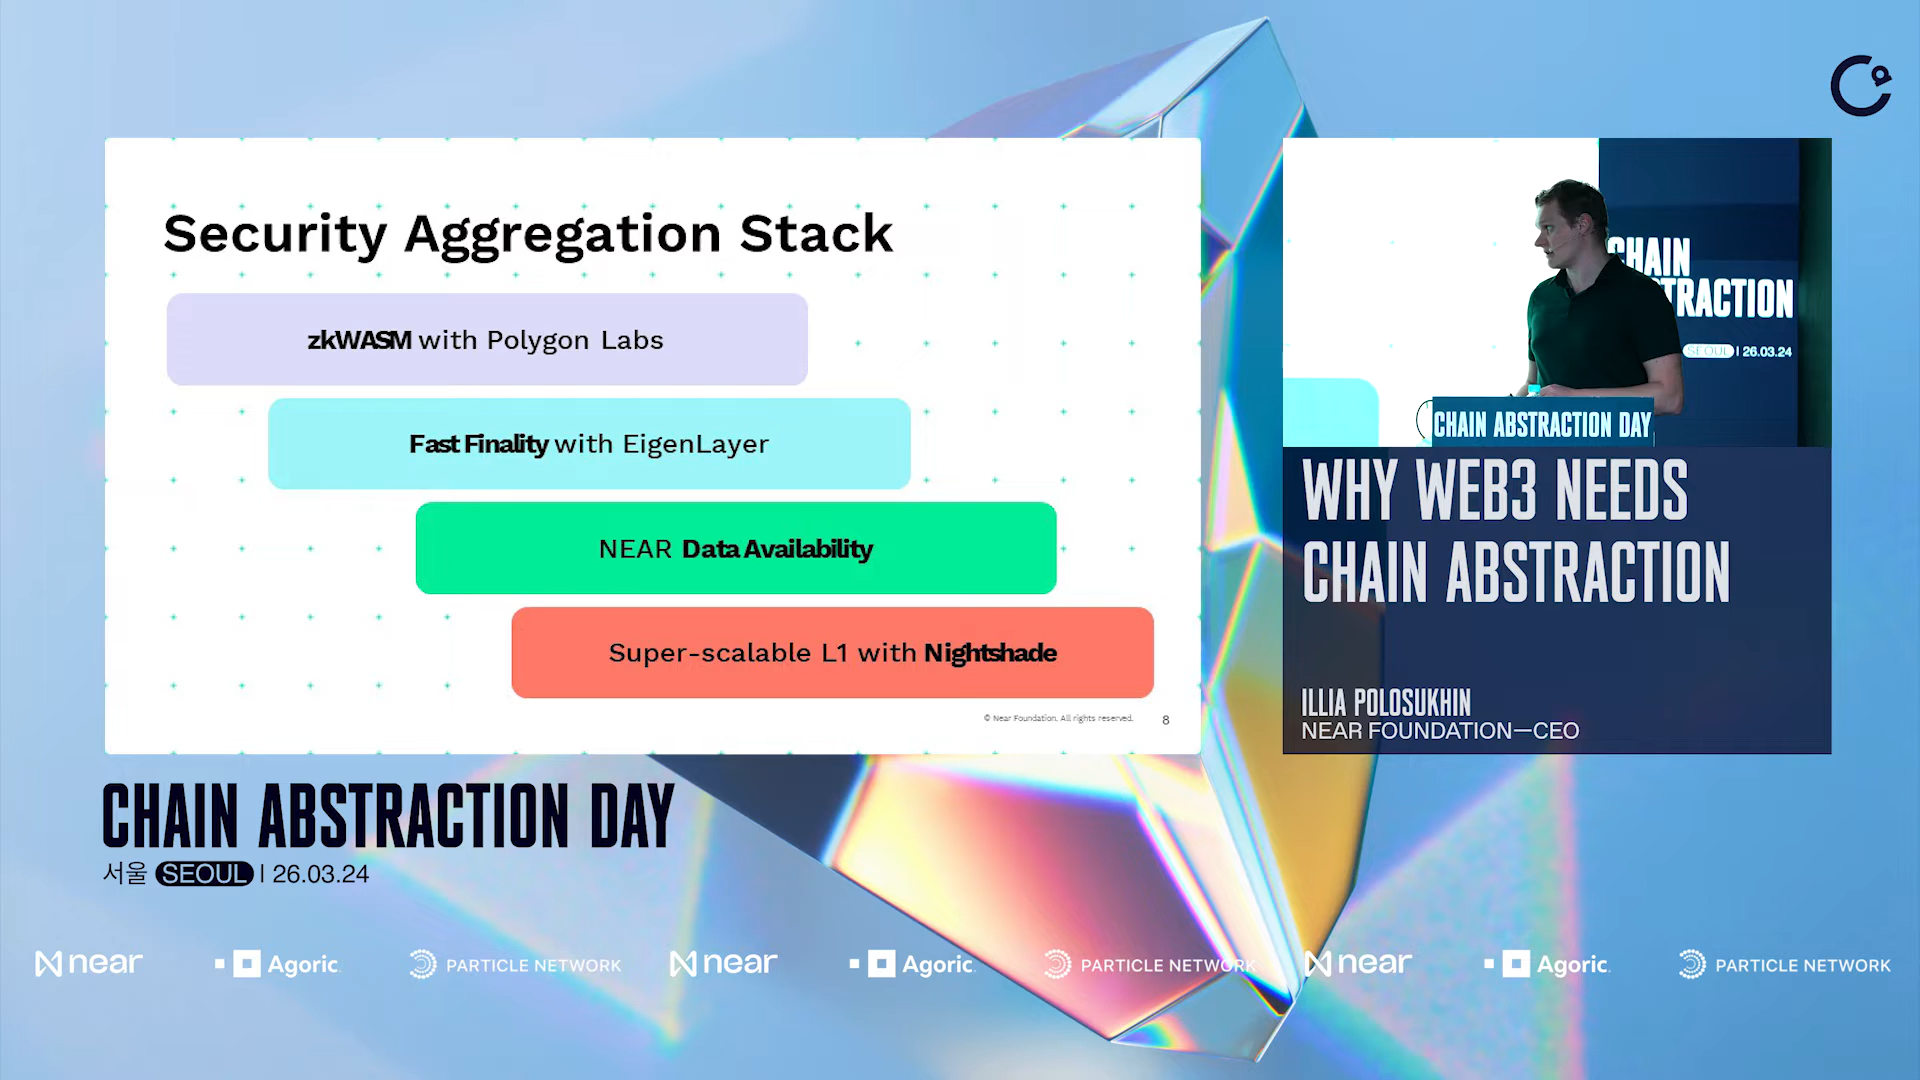 Security Aggregation Stack
zkWASM with Polygon Labs
Fast Finality with EigenLayer
NEAR Data Availability
Super-scalable L1 with Nightshade
© Near Foundation. All rights reserved.
8
CHAIN
TRACTION
SEOUL | 26.03.24
CHAIN ABSTRACTION DAY
WHY WEB3 NEEDS
CHAIN ABSTRACTION
ILLIA POLOSUKHIN
NEAR FOUNDATION—CEO
CHAIN ABSTRACTION DAY
서울 SEOUL | 26.03.24
near Agoric PARTICLE NETWORK near Agoric PARTICLE NETWORK near Agoric PARTICLE NETWORK